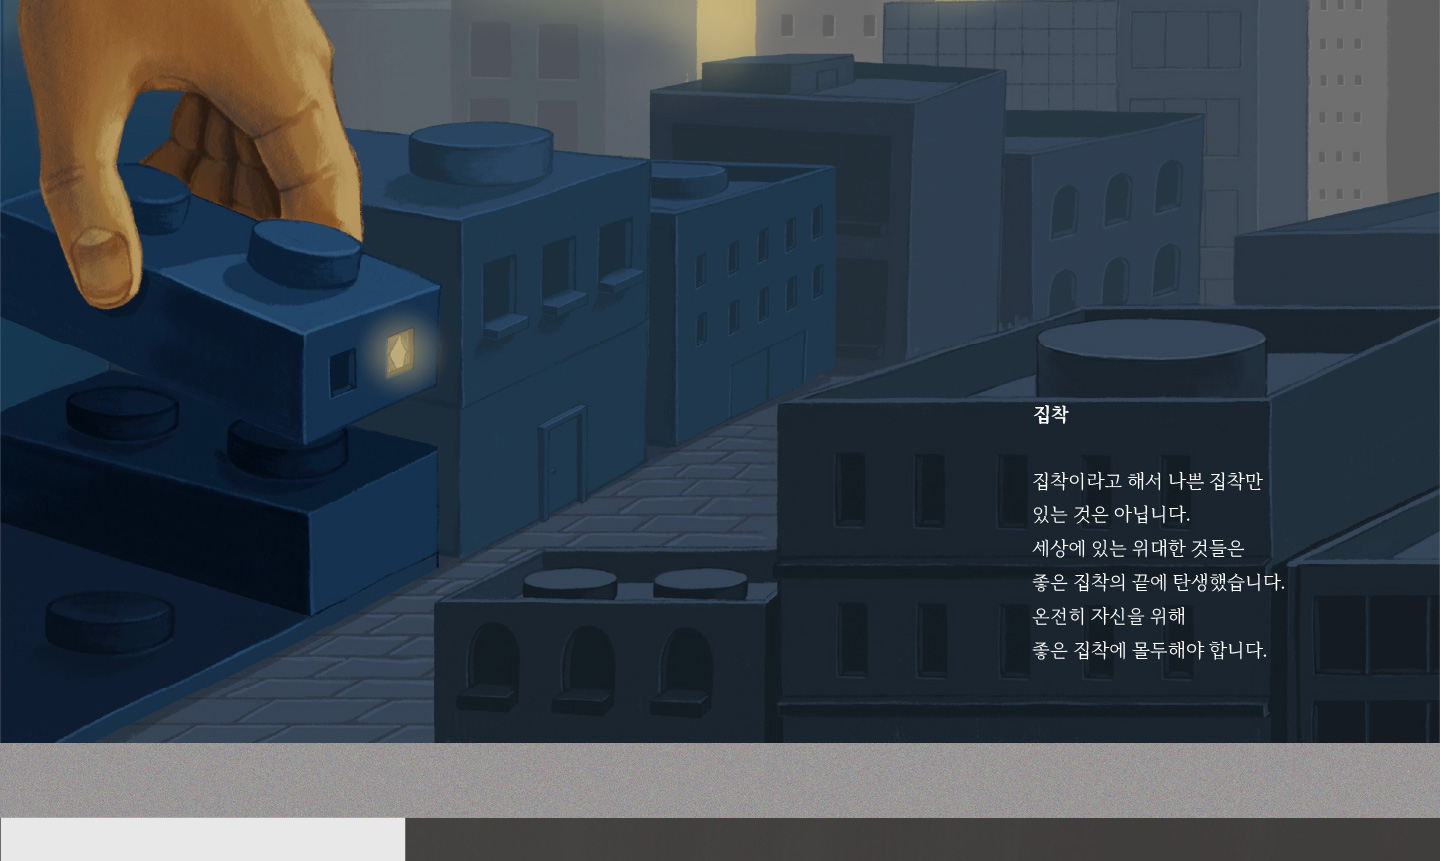 집착
집착이라고 해서 나쁜 집착만
있는 것은 아닙니다.
세상에 있는 위대한 것들은
좋은 집착의 끝에 탄생했습니다.
온전히 자신을 위해
좋은 집착에 몰두해야 합니다.